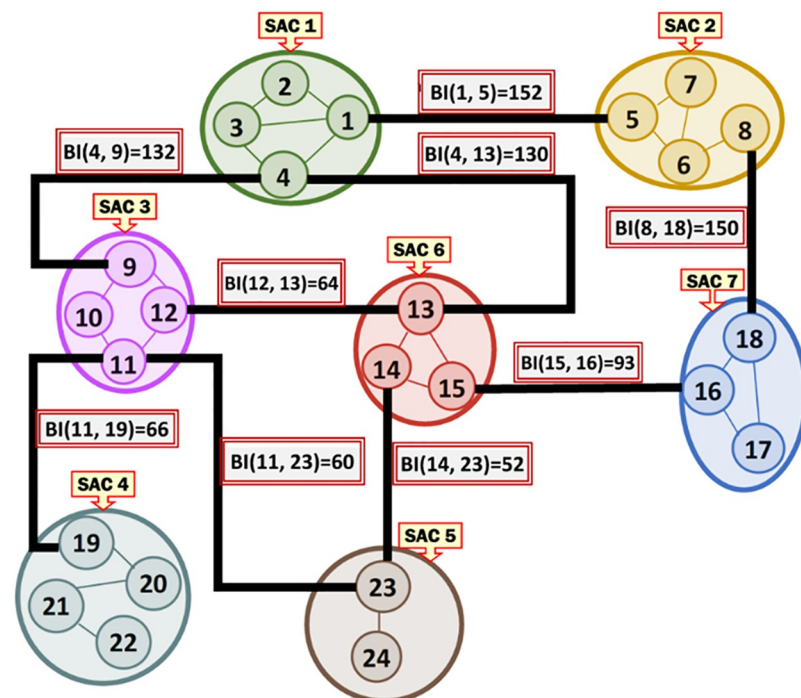 SAC 1
SAC 2
2
7
BI(1, 5)=152
3
1
5
8
BI(4, 9)=132
BI(4, 13)=130
6
4
SAC 3
BI(8, 18)=150
9
SAC 6
BI(12, 13)=64
SAC 7
10
12
13
18
11
14
15
BI(15, 16)=93
16
BI(11, 19)=66
17
BI(11, 23)=60
BI(14, 23)=52
SAC 4
SAC 5
19
20
23
21
22
24